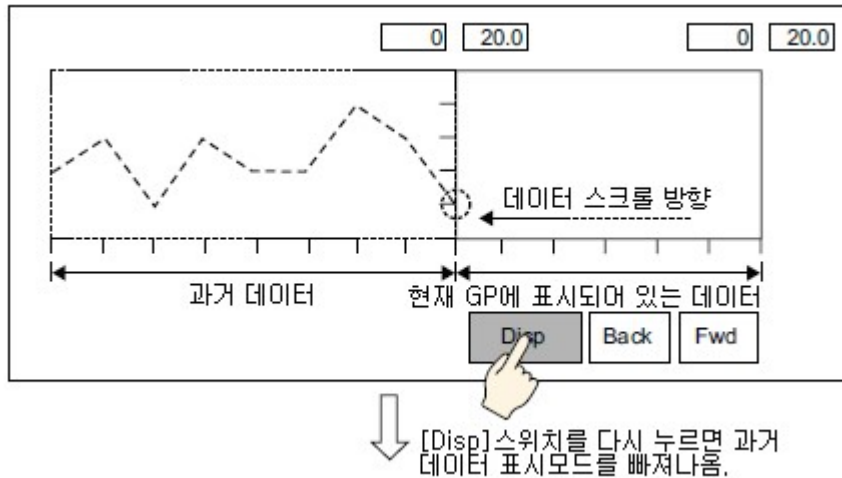 0 20.0 0 20.0
데이터 스크롤 방향
과거 데이터 현재 GP에 표시되어 있는 데이터
Disp Back Fwd
[Disp]스위치를 다시 누르면 과거
데이터 표시모드를 빠져나옴.